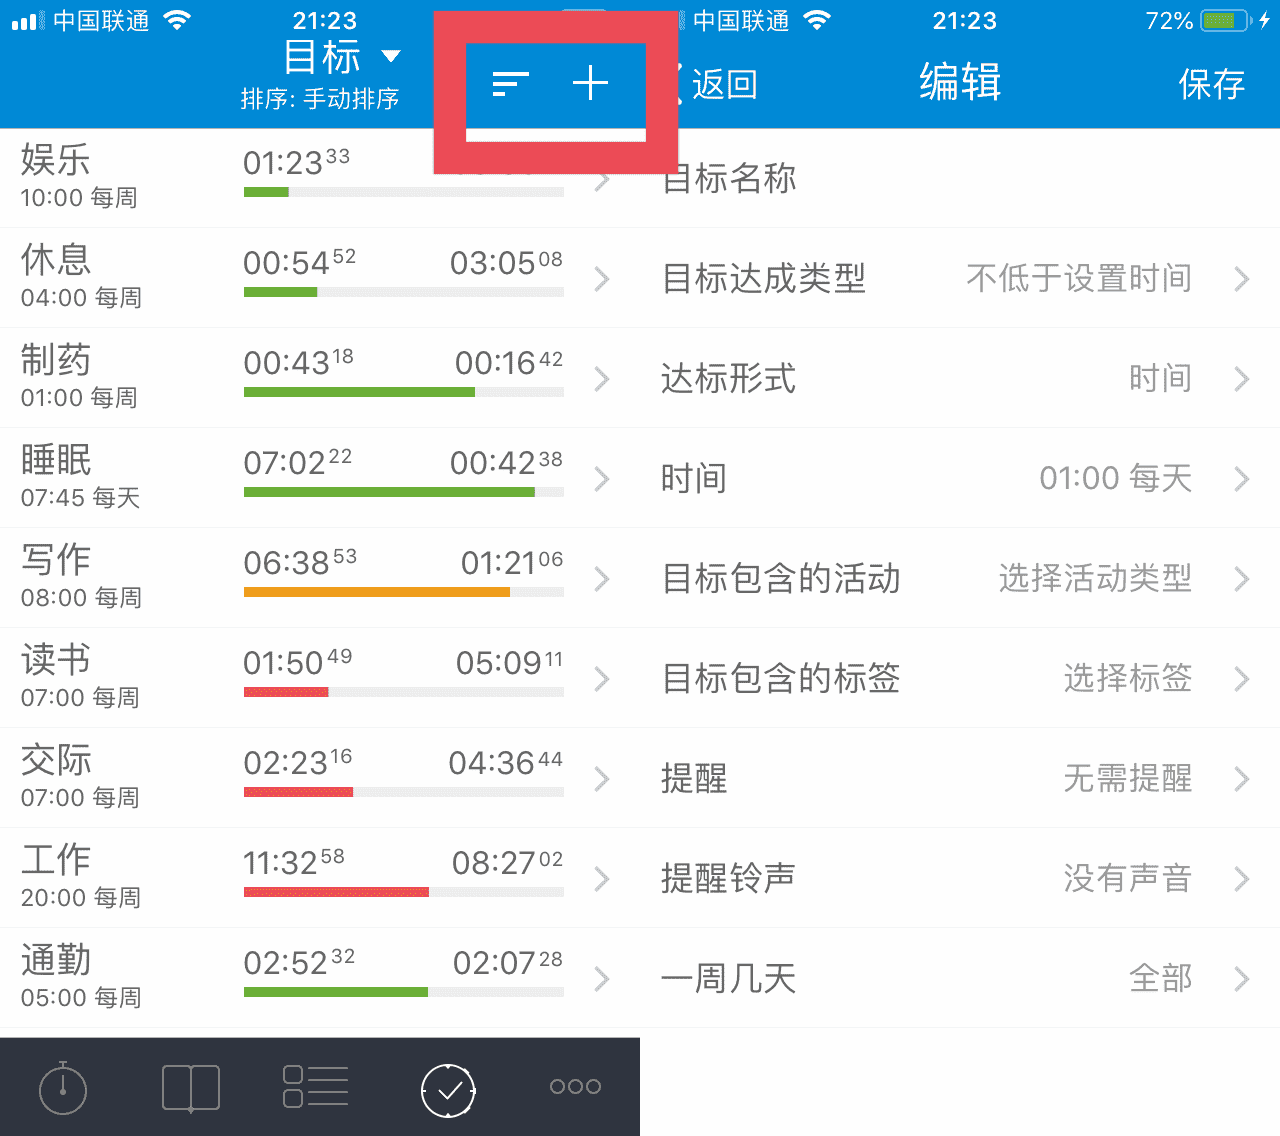 中国联通
21:23
目标
排序: 手动排序
娱乐
10:00 每周
01:23 33
休息
04:00 每周
00:54 52
03:05 08
制药
01:00 每周
00:43 18
00:16 42
睡眠
07:45 每天
07:02 22
00:42 38
写作
08:00 每周
06:38 53
01:21 06
读书
07:00 每周
01:50 49
05:09 11
交际
07:00 每周
02:23 16
04:36 44
工作
20:00 每周
11:32 58
08:27 02
通勤
05:00 每周
02:52 32
02:07 28
中国联通
21:23
72%
返回
编辑
保存
目标名称
目标达成类型
不低于设置时间
达标形式
时间
时间
01:00 每天
目标包含的活动
选择活动类型
目标包含的标签
选择标签
提醒
无需提醒
提醒铃声
没有声音
一周几天
全部